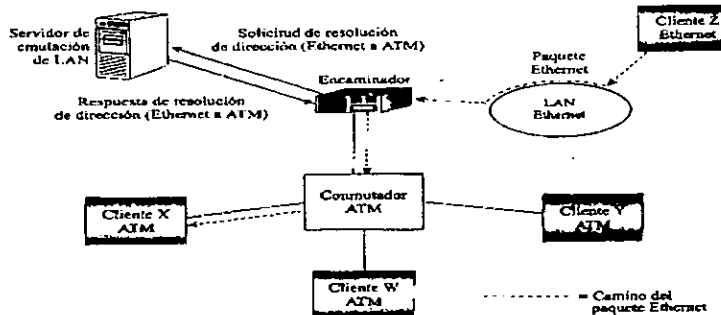 Servidor de
emulación
de LAN
Solicitud de resolución
de dirección (Ethernet a ATM)
Respuesta de resolución
de dirección (Ethernet a ATM)
Encaminador
Paquete
Ethernet
Cliente Z
Ethernet
LAN
Ethernet
Conmutador
ATM
Cliente X
ATM
Cliente Y
ATM
Cliente W
ATM
= Camino del
paquete Ethernet